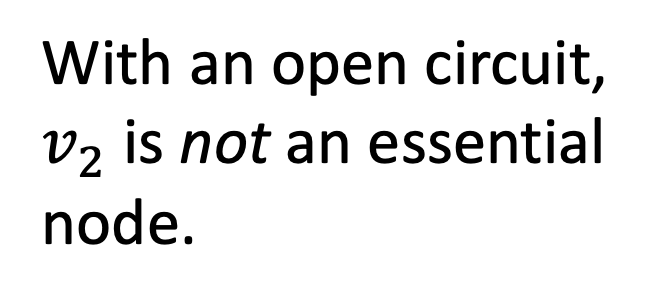 With an open circuit,
v₂ is not an essential
node.